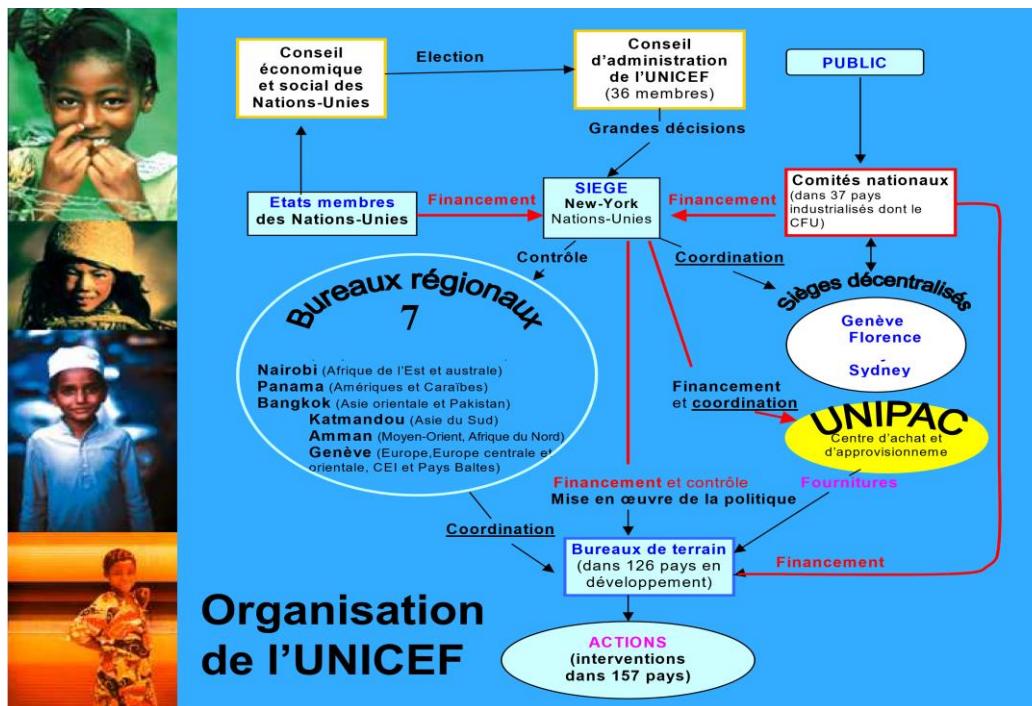 Conseil
économique
et social des
Nations-Unies
Election
Conseil
d'administration
de l'UNICEF
(36 membres)
PUBLIC
Grandes décisions
Etats membres
des Nations-Unies
Financement
SIEGE
New-York
Nations-Unies
Financement
Comités nationaux
(dans 37 pays
industrialisés dont le
CFU)
Contrôle
Coordination
Bureaux régionaux
7
Nairobi (Afrique de l'Est et australe)
Panama (Amériques et Caraïbes)
Bangkok (Asie orientale et Pakistan)
Katmandou (Asie du Sud)
Amman (Moyen-Orient, Afrique du Nord)
Genève (Europe,Europe centrale et
orientale, CEI et Pays Baltes)
Sièges décentralisés
Genève
Florence
Sydney
Financement
et coordination
UNIPAC
Centre d'achat et
d'approvisionneme
Fournitures
Financement et contrôle
Mise en œuvre de la politique
Coordination
Bureaux de terrain
(dans 126 pays en
développement)
Financement
ACTIONS
(interventions
dans 157 pays)
Organisation
de l'UNICEF